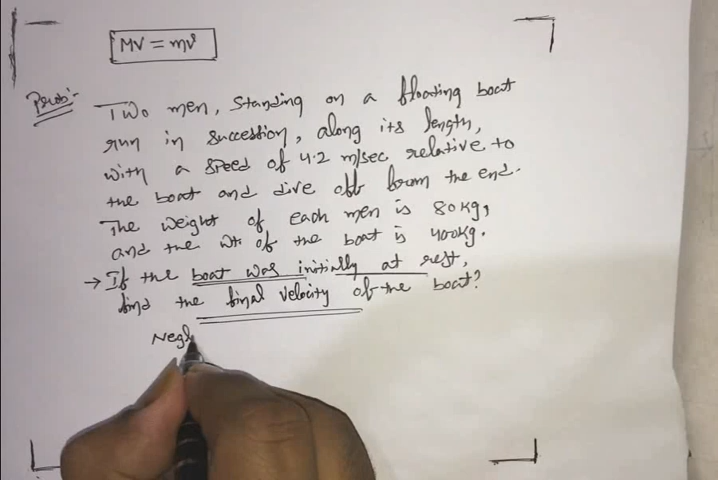 MV = mv
Prob:-
Two men, standing on a floating boat
run in succession, along its length,
with a speed of 4.2 m/sec relative to
the boat and dive off from the end.
The weight of each men is 80 kg,
and the wt. of the boat is 400kg.
→ If the boat was initially at rest,
find the final velocity of the boat?
Negl